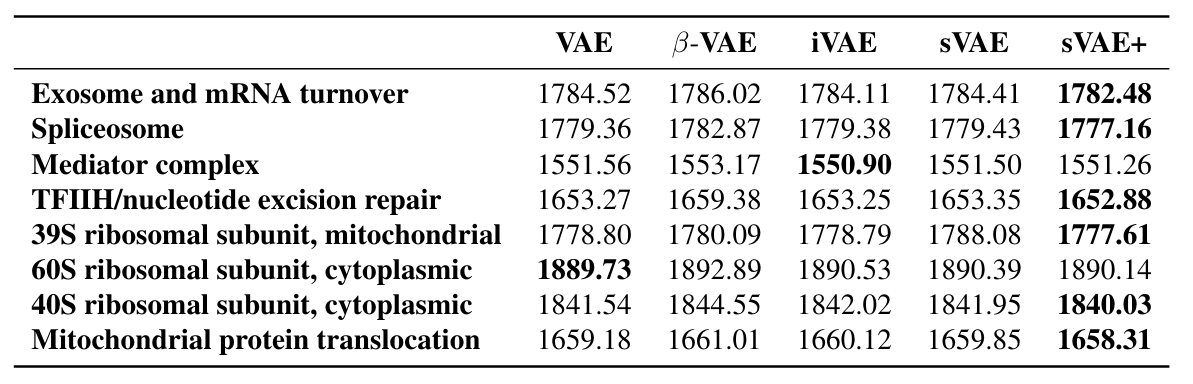 VAE β-VAE iVAE sVAE sVAE+
Exosome and mRNA turnover 1784.52 1786.02 1784.11 1784.41 1782.48
Spliceosome 1779.36 1782.87 1779.38 1779.43 1777.16
Mediator complex 1551.56 1553.17 1550.90 1551.50 1551.26
TFIIH/nucleotide excision repair 1653.27 1659.38 1653.25 1653.35 1652.88
39S ribosomal subunit, mitochondrial 1778.80 1780.09 1778.79 1788.08 1777.61
60S ribosomal subunit, cytoplasmic 1889.73 1892.89 1890.53 1890.39 1890.14
40S ribosomal subunit, cytoplasmic 1841.54 1844.55 1842.02 1841.95 1840.03
Mitochondrial protein translocation 1659.18 1661.01 1660.12 1659.85 1658.31